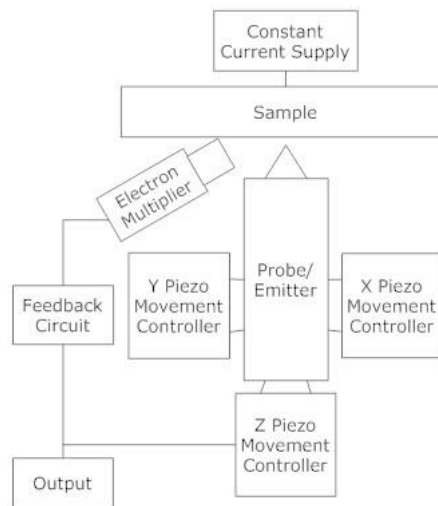 Constant
Current Supply
Sample
Electron
Multiplier
Probe/
Emitter
Y Piezo
Movement
Controller
X Piezo
Movement
Controller
Feedback
Circuit
Z Piezo
Movement
Controller
Output